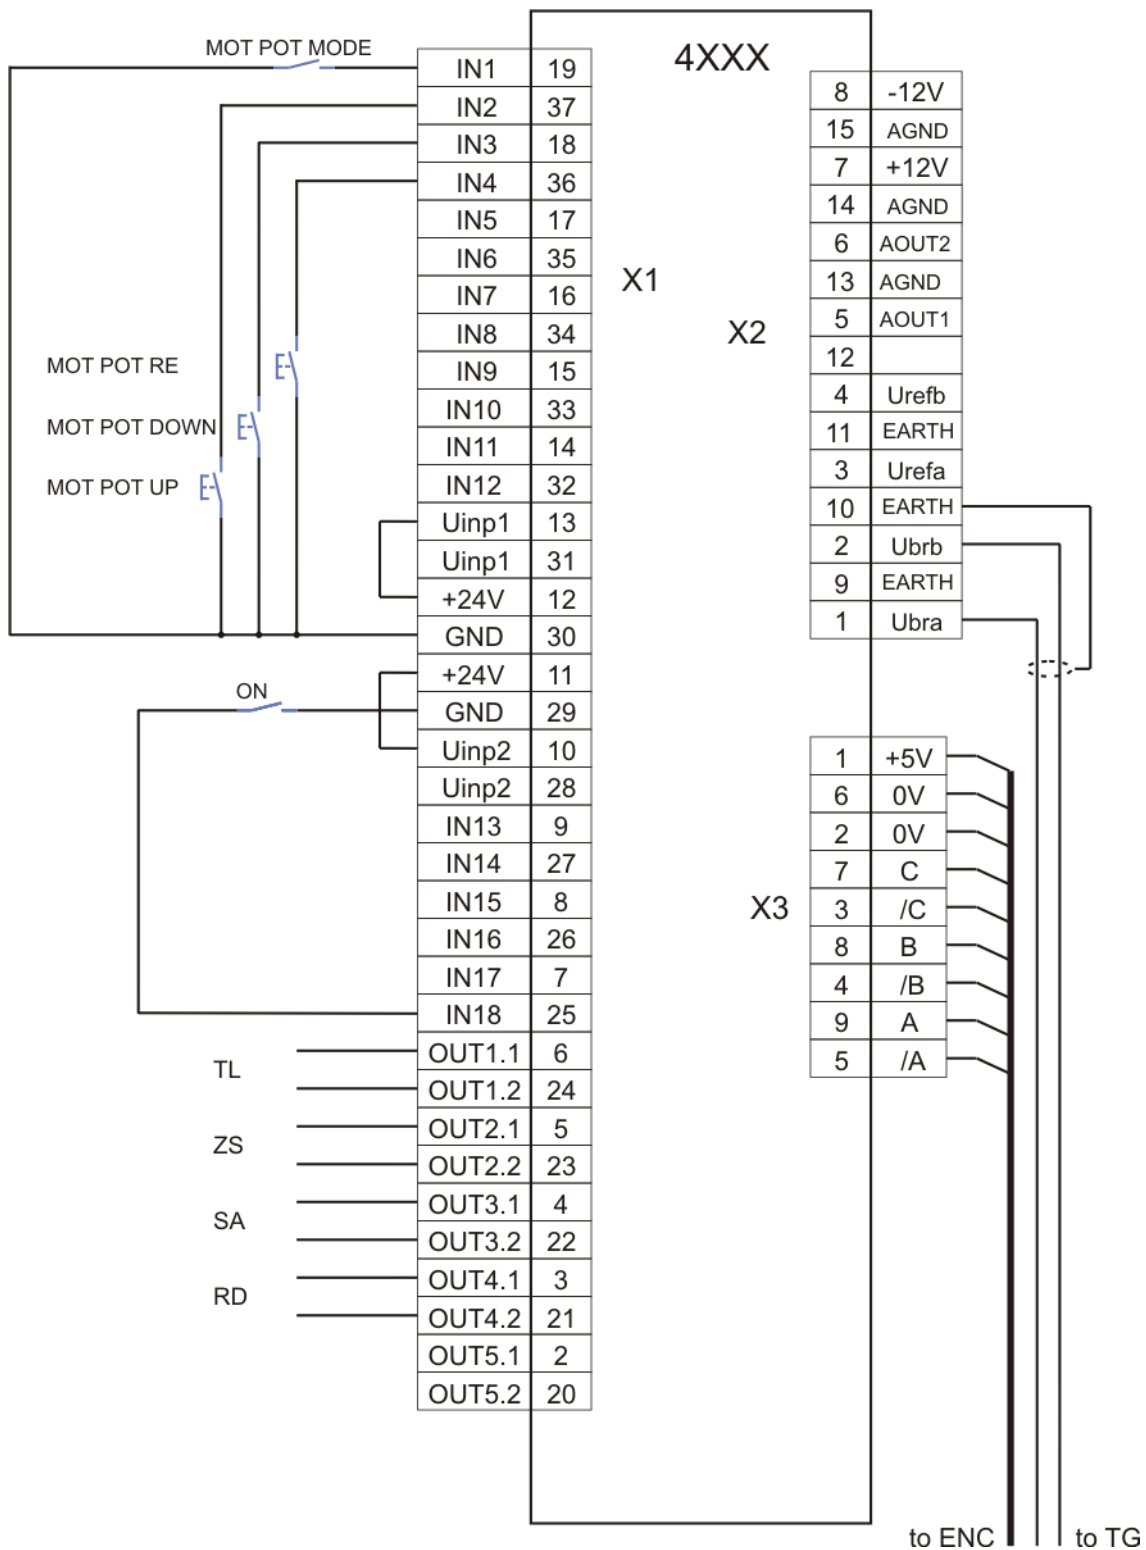 MOT POT MODE
4XXX
IN1 19
IN2 37
IN3 18
IN4 36
IN5 17
IN6 35
IN7 16
IN8 34
IN9 15
IN10 33
IN11 14
IN12 32
Uinp1 13
Uinp1 31
+24V 12
GND 30
+24V 11
GND 29
Uinp2 10
Uinp2 28
IN13 9
IN14 27
IN15 8
IN16 26
IN17 7
IN18 25
OUT1.1 6
OUT1.2 24
OUT2.1 5
OUT2.2 23
OUT3.1 4
OUT3.2 22
OUT4.1 3
OUT4.2 21
OUT5.1 2
OUT5.2 20
MOT POT RE
MOT POT DOWN
MOT POT UP
ON
TL
ZS
SA
RD
X1
X2
8 -12V
15 AGND
7 +12V
14 AGND
6 AOUT2
13 AGND
5 AOUT1
12
4 Urefb
11 EARTH
3 Urefa
10 EARTH
2 Ubrb
9 EARTH
1 Ubra
X3
1 +5V
6 0V
2 0V
7 C
3 /C
8 B
4 /B
9 A
5 /A
to ENC
to TG